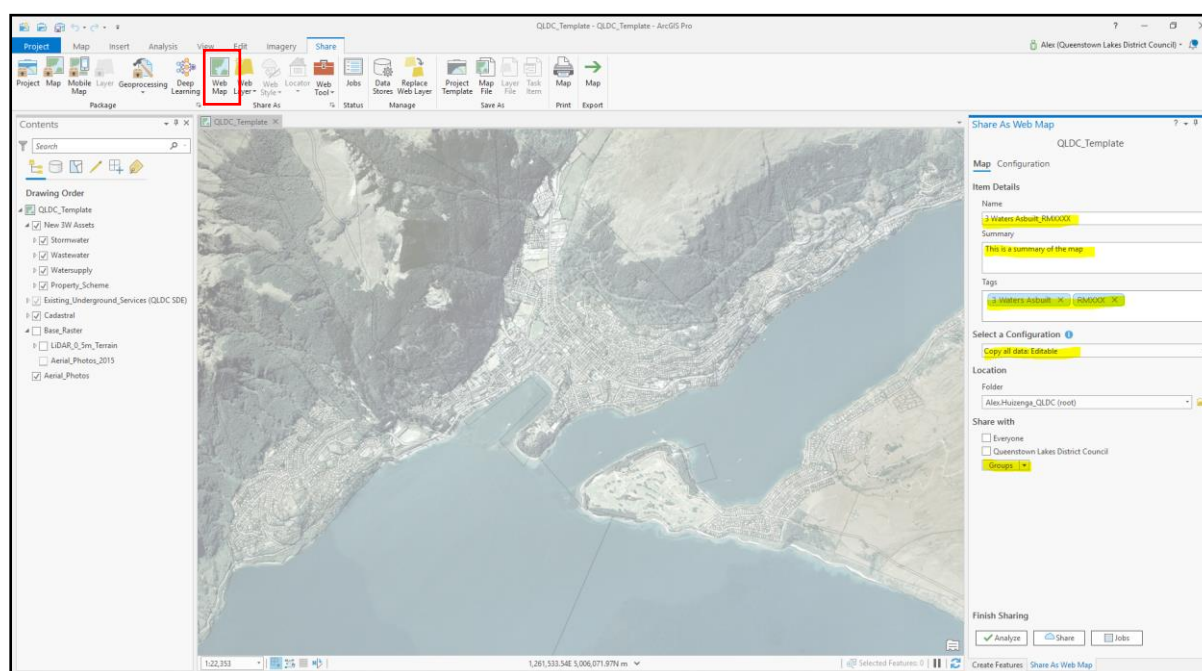 QLDC_Template - QLDC_Template - ArcGIS Pro
Project Map Insert Analysis View Edit Imagery Share
Alex (Queenstown Lakes District Council)
Project Map Mobile Map Layer Geoprocessing Deep Learning Web Map Web Layer Web Style Locator Web Tool Jobs Data Stores Replace Web Layer Project Template Map File Layer File Task Item Map Map
Package Share As Status Manage Save As Print Export
Contents
Search
Drawing Order
QLDC_Template
New 3W Assets
Stormwater
Wastewater
Watersupply
Property_Scheme
Existing_Underground_Services (QLDC SDE)
Cadastral
Base_Raster
LiDAR_0_5m_Terrain
Aerial_Photos_2015
Aerial_Photos
QLDC_Template
Share As Web Map
QLDC_Template
Map Configuration
Item Details
Name
3 Waters Asbuilt_RMXXXX
Summary
This is a summary of the map
Tags
3 Waters Asbuilt RMXXX
Select a Configuration
Copy all data: Editable
Location
Folder
Alex.Huizenga_QLDC (root)
Share with
Everyone
Queenstown Lakes District Council
Groups
Finish Sharing
Analyze Share Jobs
1:22,353 1,261,533.54E 5,006,071.97N m Selected Features: 0
Create Features Share As Web Map